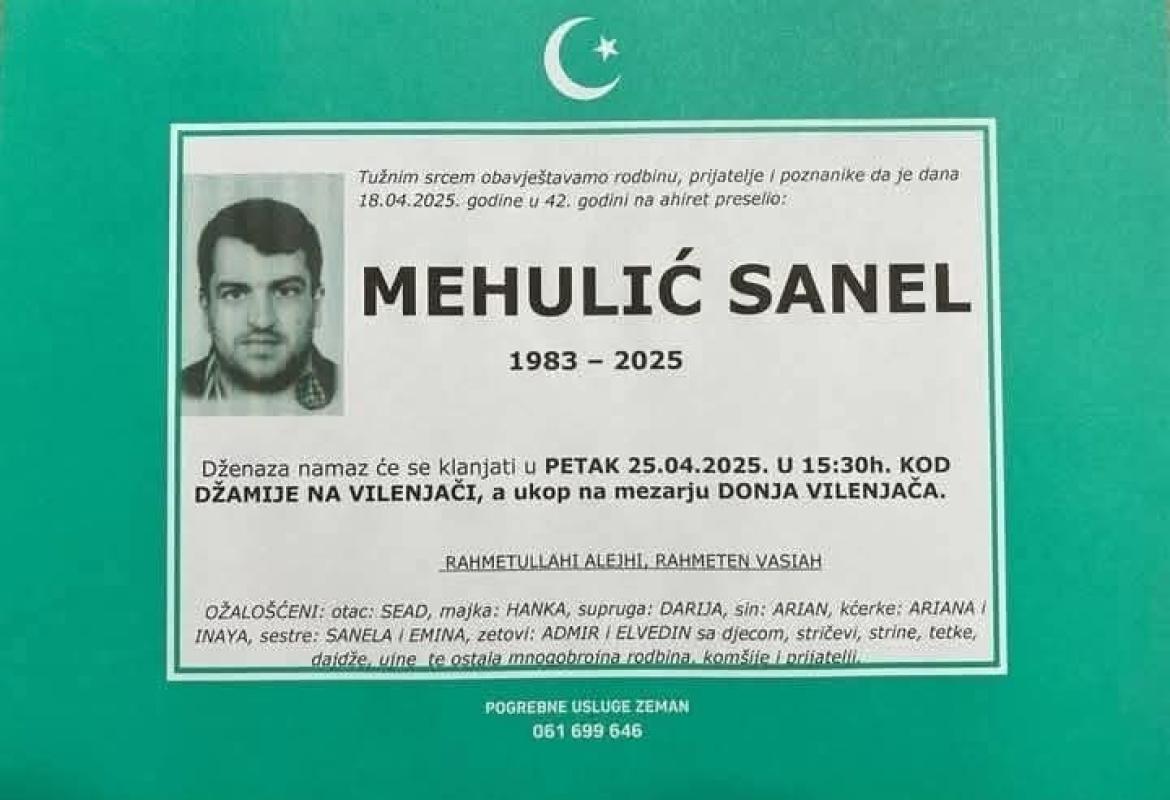 Tužnim srcem obavještavamo rodbinu, prijatelje i poznanike da je dana
18.04.2025. godine u 42. godini na ahiret preselio:
MEHULIĆ SANEL
1983 – 2025
Dženaza namaz će se klanjati u PETAK 25.04.2025. U 15:30h. KOD
DŽAMIJE NA VILENJAČI, a ukop na mezarju DONJA VILENJAČA.
RAHMETULLAHI ALEJHI, RAHMETEN VASIAH
OŽALOŠĆENI: otac: SEAD, majka: HANKA, supruga: DARIJA, sin: ARIAN, kćerke: ARIANA i
INAYA, sestre: SANELA i EMINA, zetovi: ADMIR i ELVEDIN sa djecom, stričevi, strine, tetke,
daidže, ujne te ostala mnogobrojna rodbina, komšije i prijatelji.
POGREBNE USLUGE ZEMAN
061 699 646